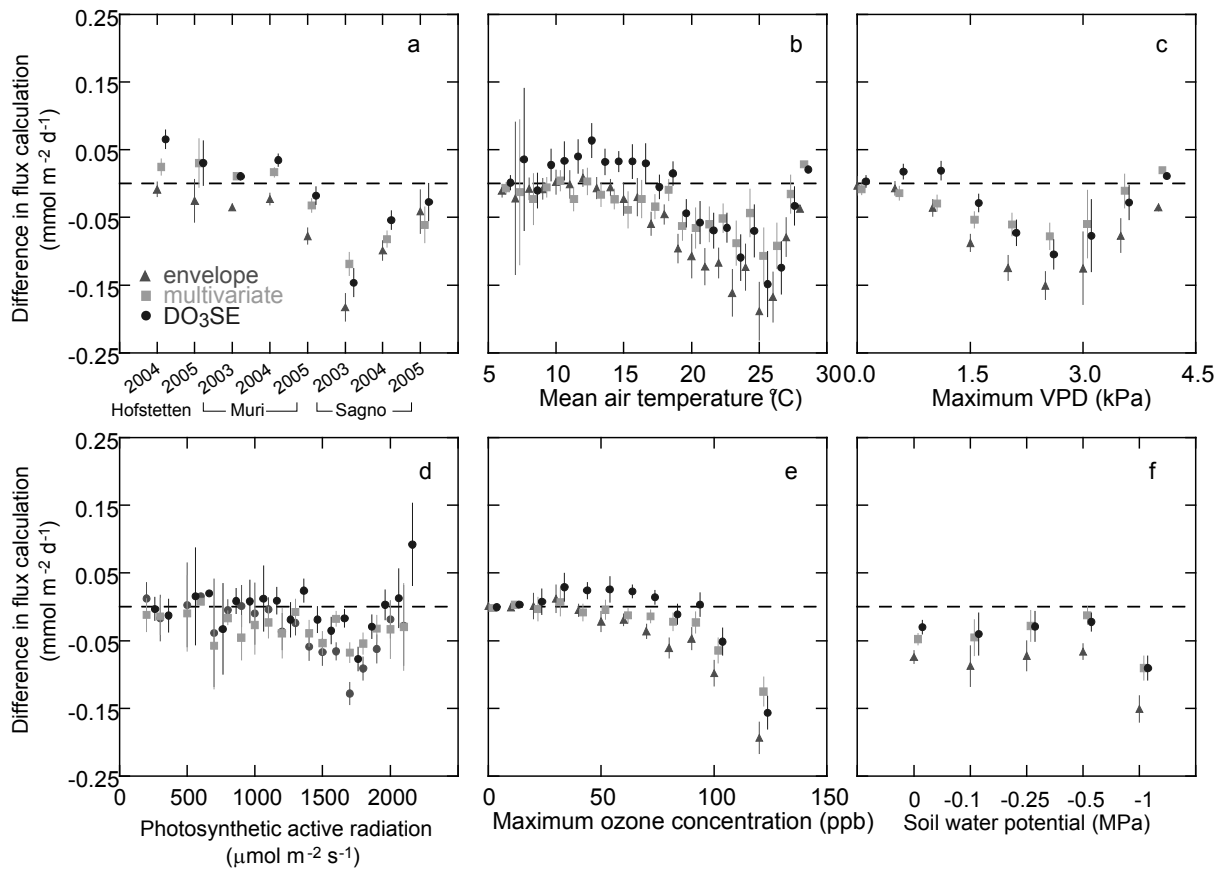 Difference in flux calculation
(mmol m⁻² d⁻¹)
0.25
0.15
0.05
-0.05
-0.15
-0.25
a
envelope
multivariate
DO₃SE
2004
2005
2003
2004
2005
2003
2004
2005
Hofstetten
Muri
Sagno
b
5
10
15
20
25
30
Mean air temperature (°C)
c
0.0
1.5
3.0
4.5
Maximum VPD (kPa)
Difference in flux calculation
(mmol m⁻² d⁻¹)
0.25
0.15
0.05
-0.05
-0.15
-0.25
d
0
500
1000
1500
2000
Photosynthetic active radiation
(μmol m⁻² s⁻¹)
e
0
50
100
150
Maximum ozone concentration (ppb)
f
0
-0.1
-0.25
-0.5
-1
Soil water potential (MPa)